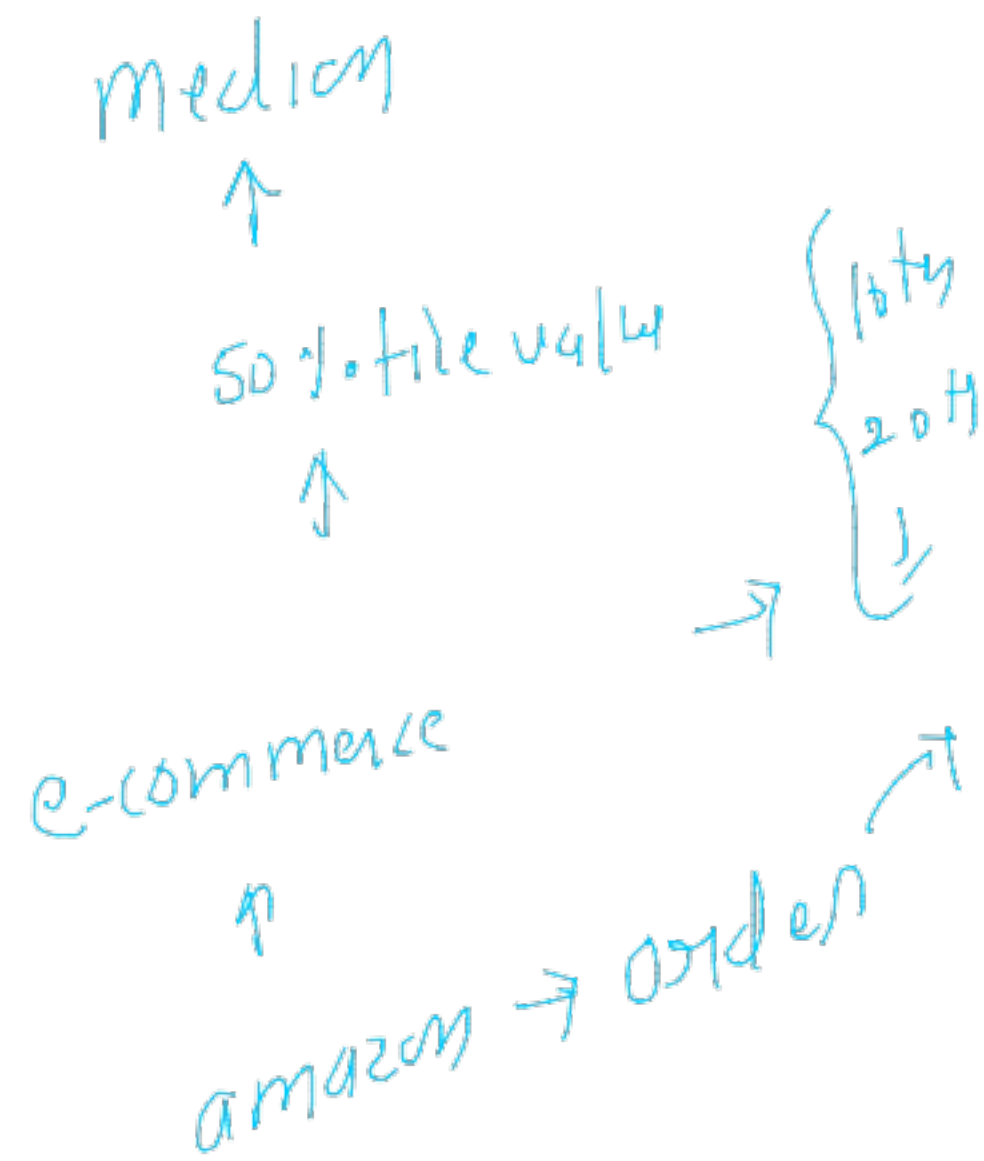 median
↑
50%tile value
↑
{ 10th
20th
→
e-commerce
↑
amazon → order